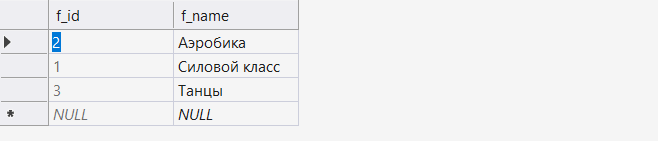 f_id f_name
2 Аэробика
1 Силовой класс
3 Танцы
NULL NULL